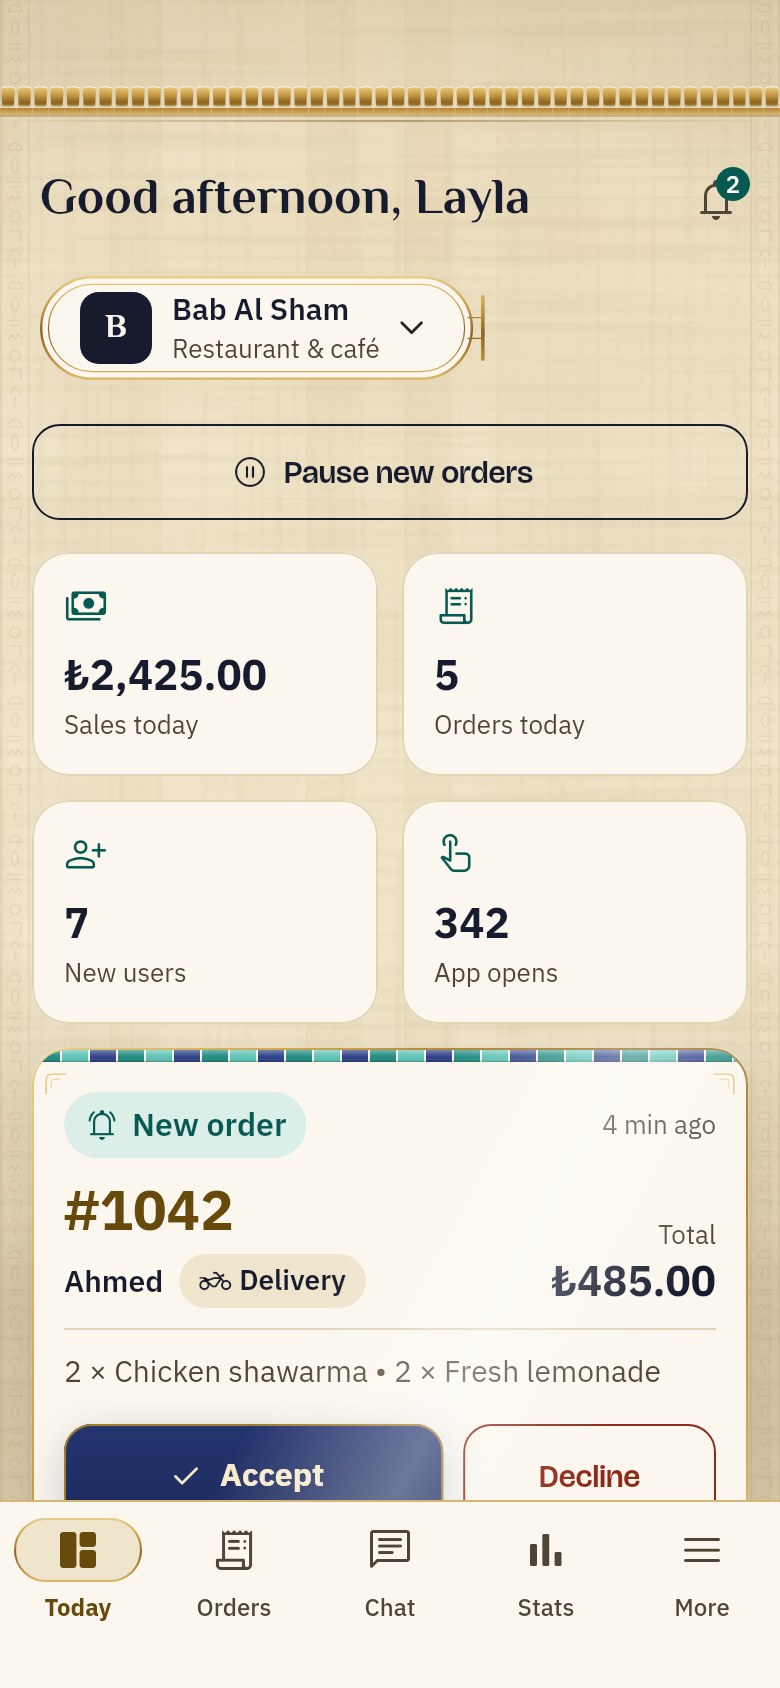 Good afternoon, Layla
2
B
Bab Al Sham
Restaurant & café
Pause new orders
₺2,425.00
Sales today
5
Orders today
7
New users
342
App opens
New order
4 min ago
#1042
Total
Ahmed
Delivery
₺485.00
2 × Chicken shawarma • 2 × Fresh lemonade
Accept
Decline
Today
Orders
Chat
Stats
More